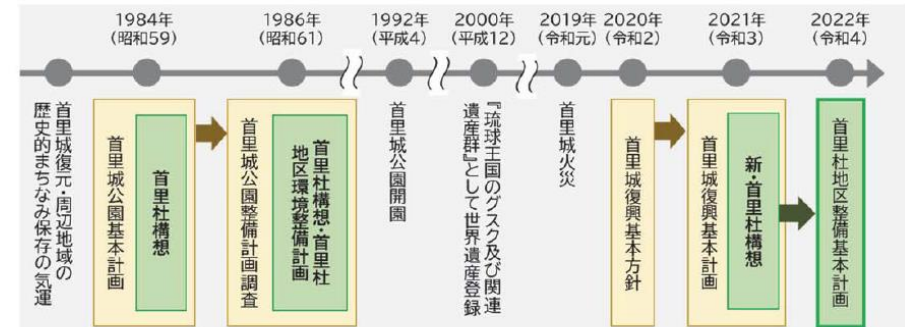 1984年
（昭和59）
1986年
（昭和61）
1992年
（平成4）
2000年
（平成12）
2019年
（令和元）
2020年
（令和2）
2021年
（令和3）
2022年
（令和4）
首里城復元・周辺地域の
歴史的まちなみ保存の気運
首里城公園基本計画
首里杜構想
首里城公園整備計画調査
首里杜構想・首里杜
地区環境整備計画
首里城公園開園
『琉球王国のグスク及び関連
遺産群』として世界遺産登録
首里城火災
首里城復興基本方針
首里城復興基本計画
新・首里杜構想
首里杜地区整備基本計画